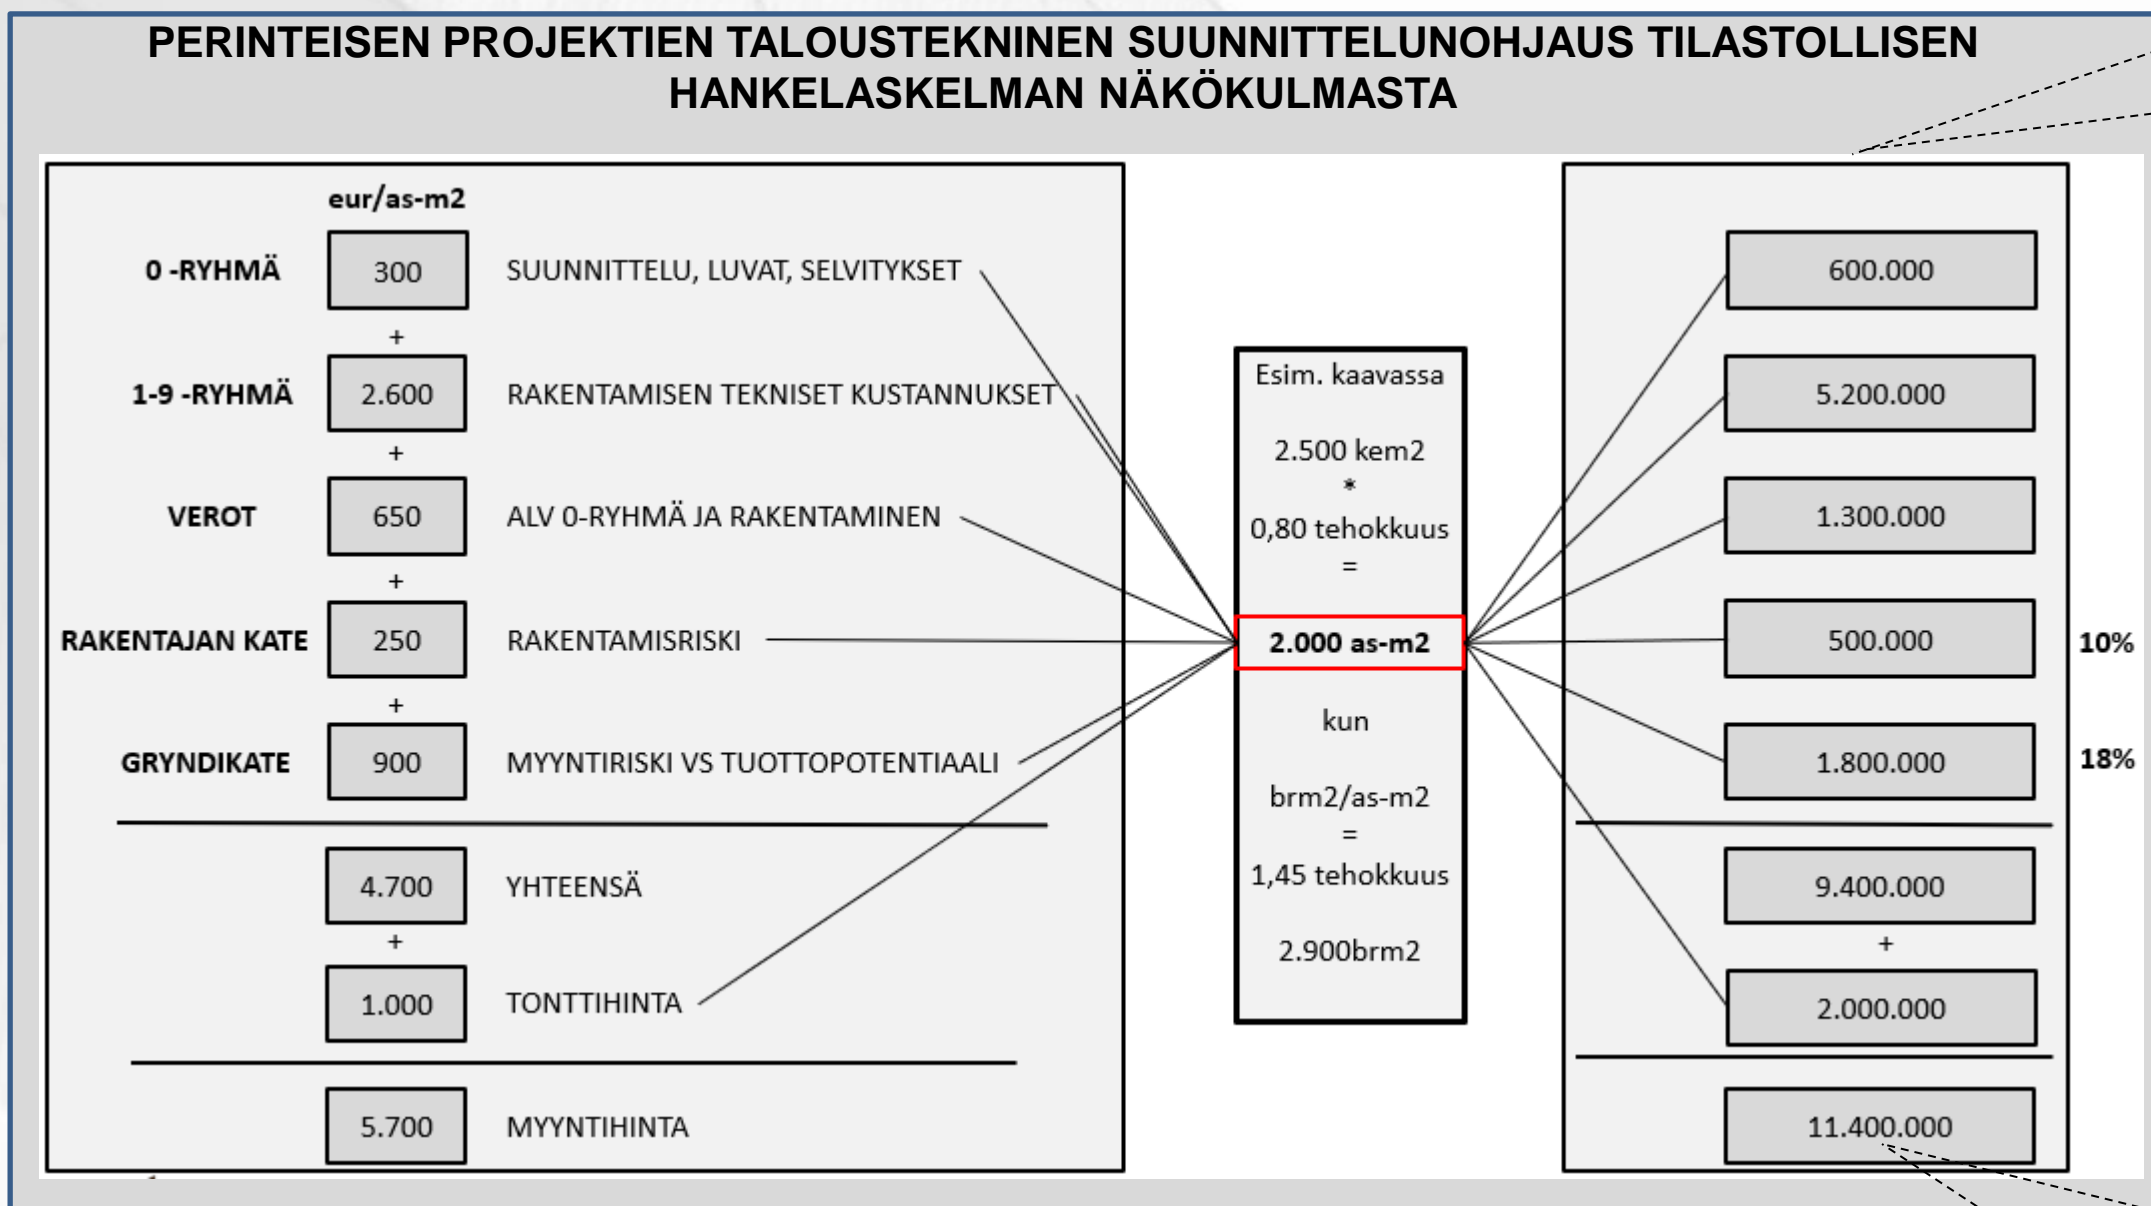 PERINTEISEN PROJEKTIEN TALOUSTEKNINEN SUUNNITTELUNOHJAUS TILASTOLLISEN
HANKELASKELMAN NÄKÖKULMASTA
eur/as-m2
0 -RYHMÄ 300 SUUNNITTELU, LUVAT, SELVITYKSET
+
1-9 -RYHMÄ 2.600 RAKENTAMISEN TEKNISET KUSTANNUKSET
+
VEROT 650 ALV 0-RYHMÄ JA RAKENTAMINEN
+
RAKENTAJAN KATE 250 RAKENTAMISRISKI
+
GRYNDIKATE 900 MYYNTIRISKI VS TUOTTOPOTENTIAALI
4.700 YHTEENSÄ
+
1.000 TONTTIHINTA
5.700 MYYNTIHINTA
Esim. kaavassa
2.500 kem2
*
0,80 tehokkuus
=
2.000 as-m2
kun
brm2/as-m2
=
1,45 tehokkuus
2.900brm2
600.000
5.200.000
1.300.000
500.000 10%
1.800.000 18%
9.400.000
+
2.000.000
11.400.000